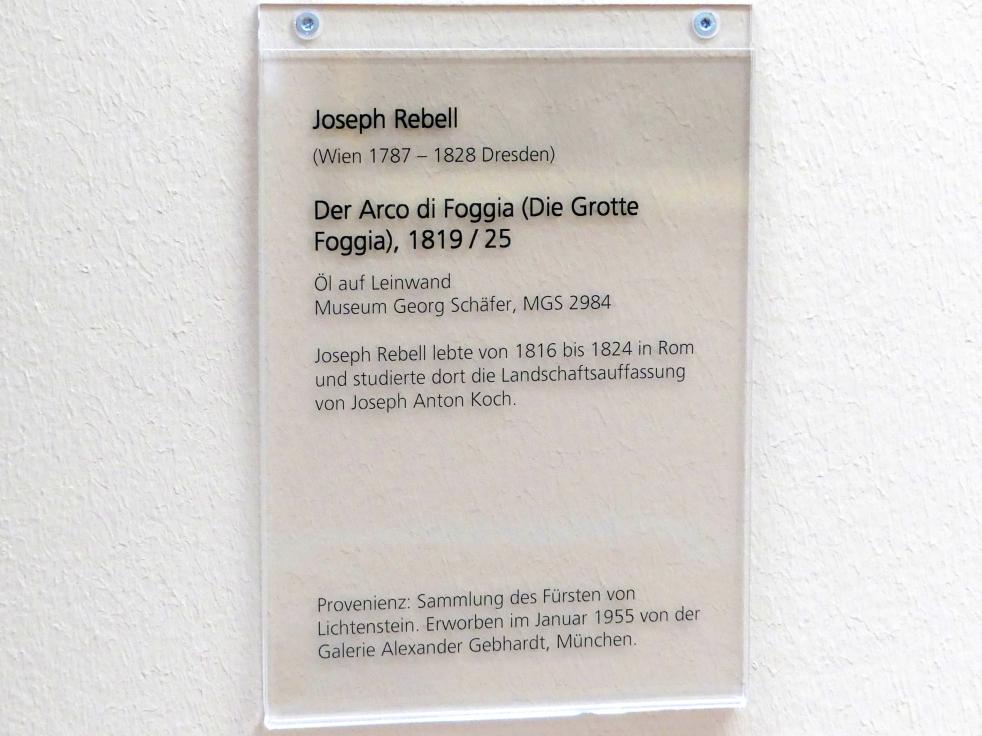 Joseph Rebell
(Wien 1787 – 1828 Dresden)
Der Arco di Foggia (Die Grotte
Foggia), 1819 / 25
Öl auf Leinwand
Museum Georg Schäfer, MGS 2984
Joseph Rebell lebte von 1816 bis 1824 in Rom
und studierte dort die Landschaftsauffassung
von Joseph Anton Koch.
Provenienz: Sammlung des Fürsten von
Lichtenstein. Erworben im Januar 1955 von der
Galerie Alexander Gebhardt, München.